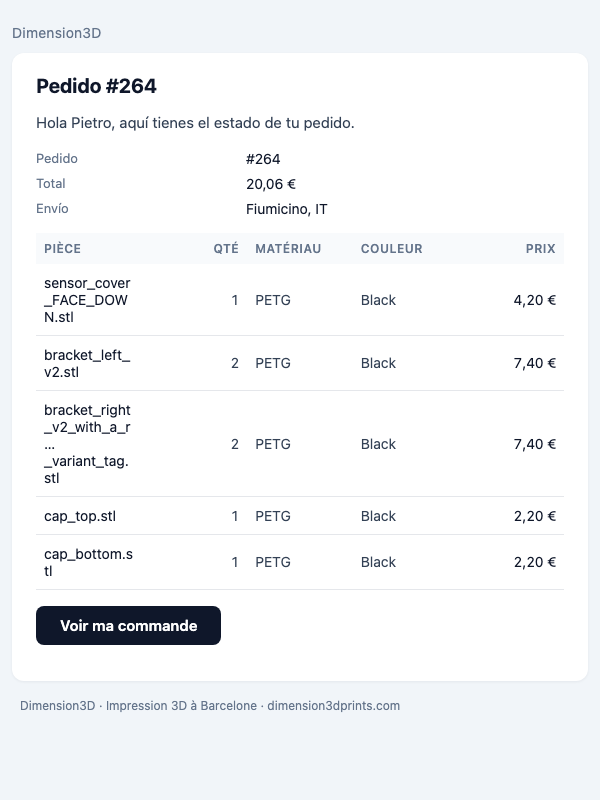 Dimension3D
Pedido #264
Hola Pietro, aquí tienes el estado de tu pedido.
Pedido #264
Total 20,06 €
Envío Fiumicino, IT
PIÈCE QTÉ MATÉRIAU COULEUR PRIX
sensor_cover
_FACE_DOW
N.stl
1 PETG Black 4,20 €
bracket_left_
v2.stl
2 PETG Black 7,40 €
bracket_right
_v2_with_a_r
…
_variant_tag.
stl
2 PETG Black 7,40 €
cap_top.stl 1 PETG Black 2,20 €
cap_bottom.s
tl
1 PETG Black 2,20 €
Voir ma commande
Dimension3D · Impression 3D à Barcelone · dimension3dprints.com